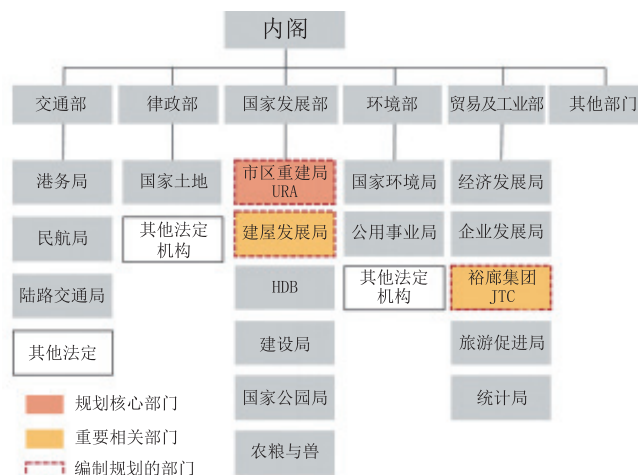 内阁
交通部
律政部
国家发展部
环境部
贸易及工业部
其他部门
港务局
国家土地
市区重建局
URA
国家环境局
经济发展局
民航局
其他法定
机构
建屋发展局
公用事业局
企业发展局
陆路交通局
HDB
其他法定
机构
裕廊集团
JTC
其他法定
建设局
旅游促进局
规划核心部门
国家公园局
统计局
重要相关部门
农粮与兽
编制规划的部门